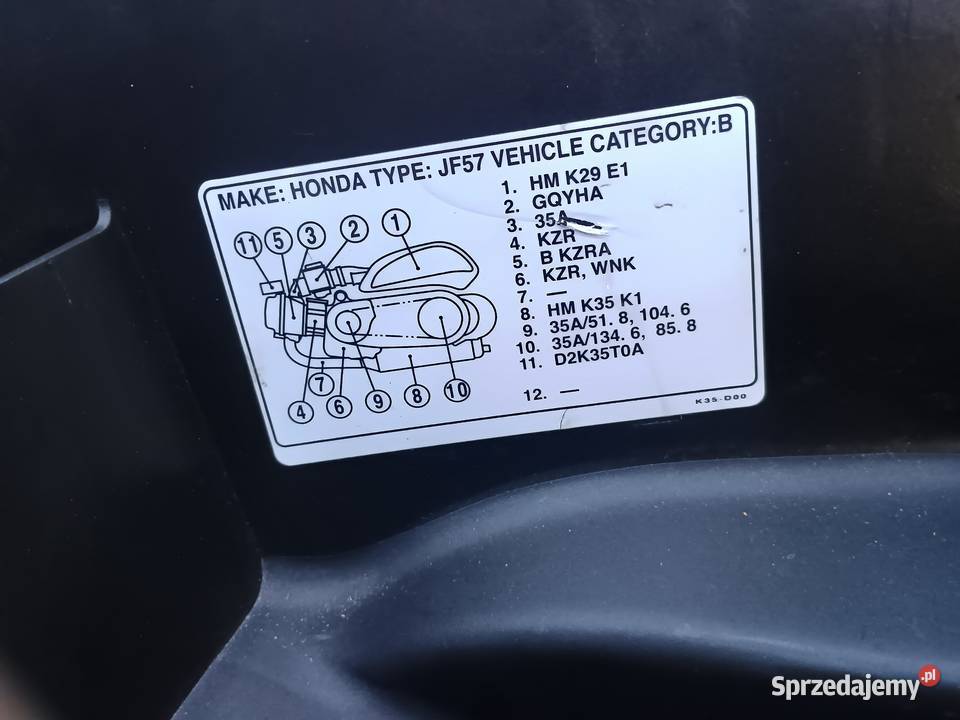 MAKE: HONDA TYPE: JF57 VEHICLE CATEGORY:B
1. HM K29 E1
2. GQYHA
3. 35A
4. KZR
5. B KZRA
6. KZR, WNK
7. —
8. HM K35 K1
9. 35A/51. 8, 104. 6
10. 35A/134. 6, 85. 8
11. D2K35T0A
12. —
K35-D00
11 5 3 2 1
4 7 6 9 8 10
Sprzedajemy.pl